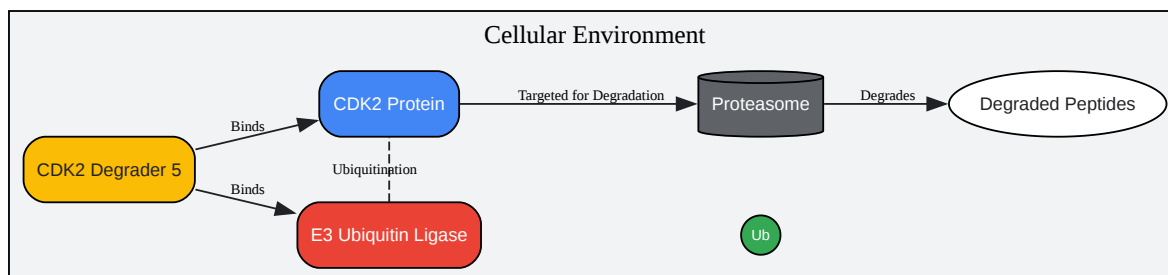 Cellular Environment
CDK2 Protein
Targeted for Degradation
Proteasome
Degrades
Degraded Peptides
Binds
CDK2 Degrader 5
Ubiquitination
Binds
E3 Ubiquitin Ligase
Ub